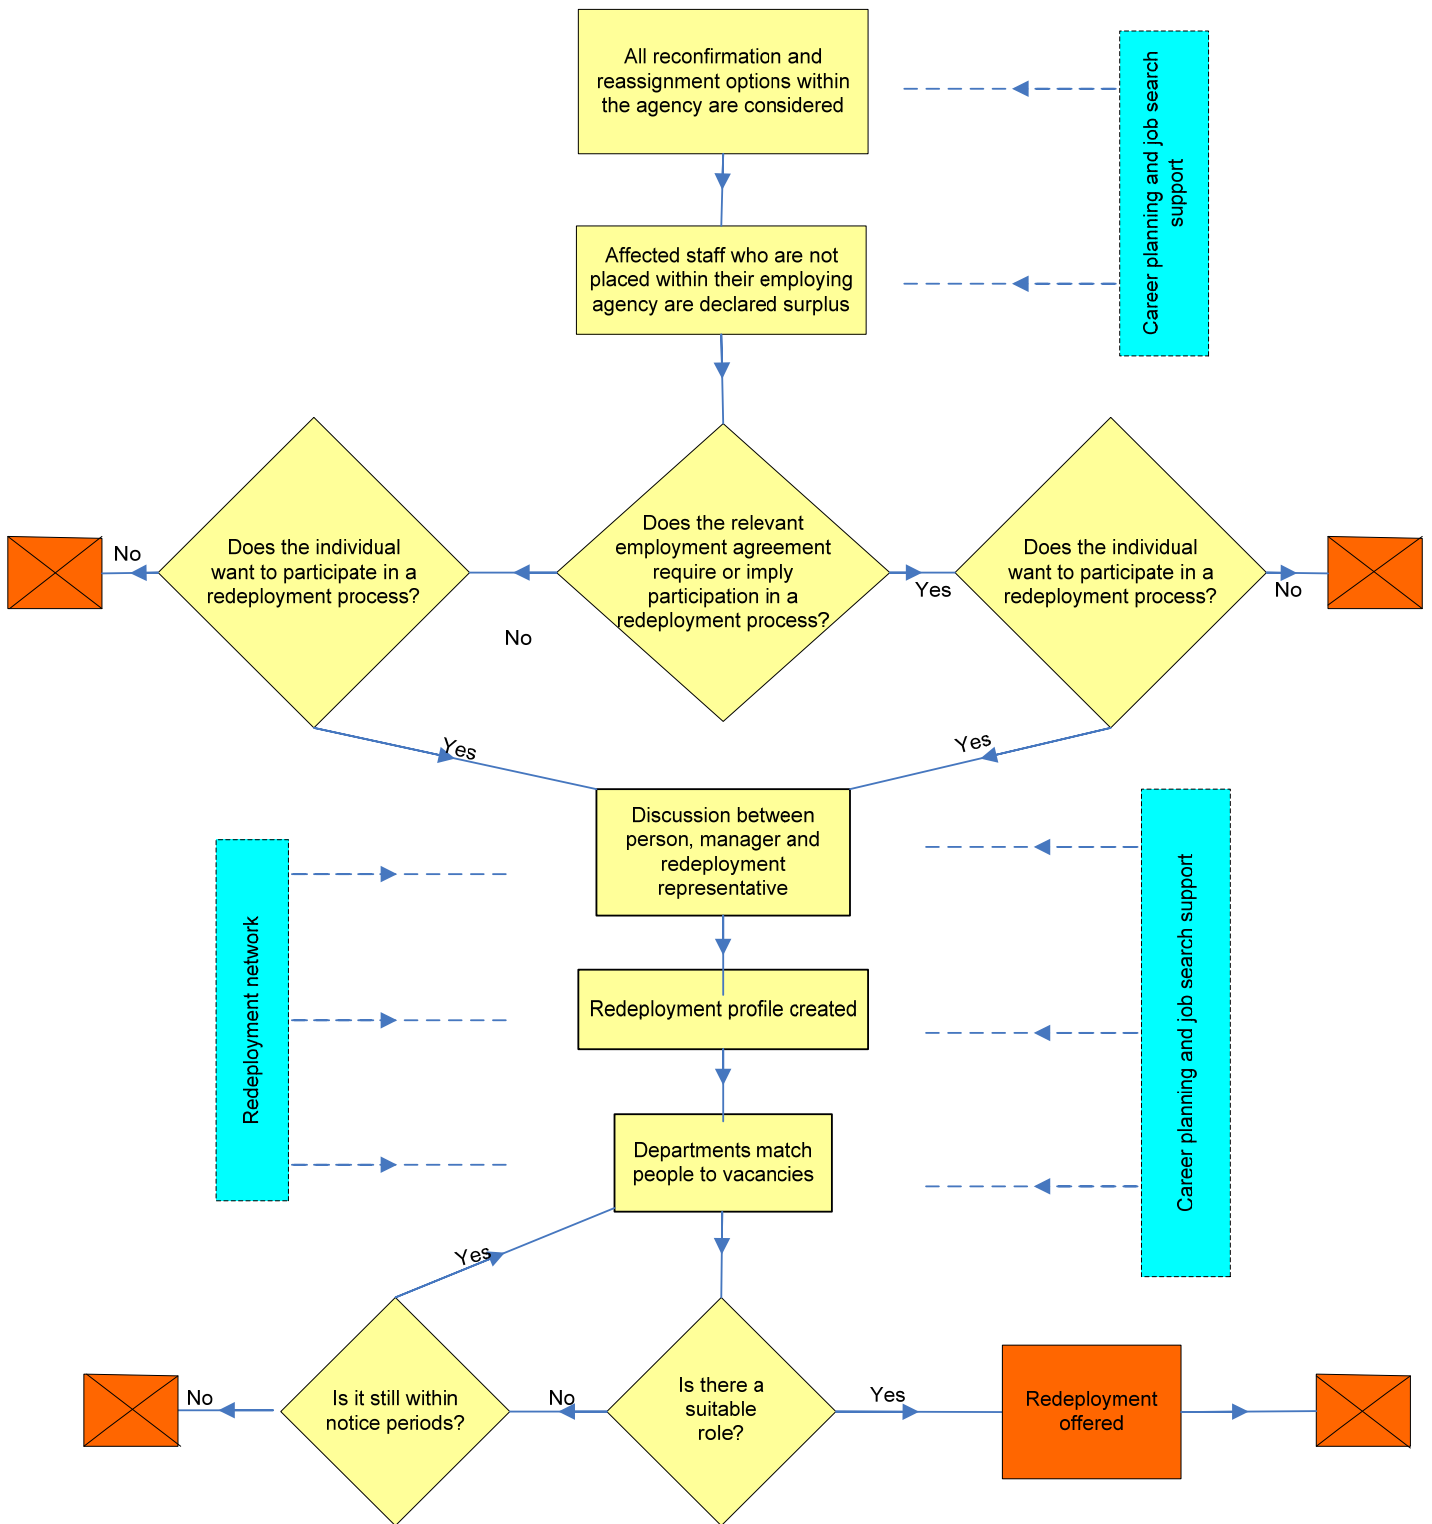 All reconfirmation and
reassignment options within
the agency are considered
Career planning and job search
support
Affected staff who are not
placed within their employing
agency are declared surplus
No
Does the individual
want to participate in a
redeployment process?
No
Does the relevant
employment agreement
require or imply
participation in a
redeployment process?
Yes
Does the individual
want to participate in a
redeployment process?
No
Yes
Yes
Discussion between
person, manager and
redeployment
representative
Redeployment network
Career planning and job search support
Redeployment profile created
Departments match
people to vacancies
Yes
No
Is it still within
notice periods?
No
Is there a
suitable
role?
Yes
Redeployment
offered